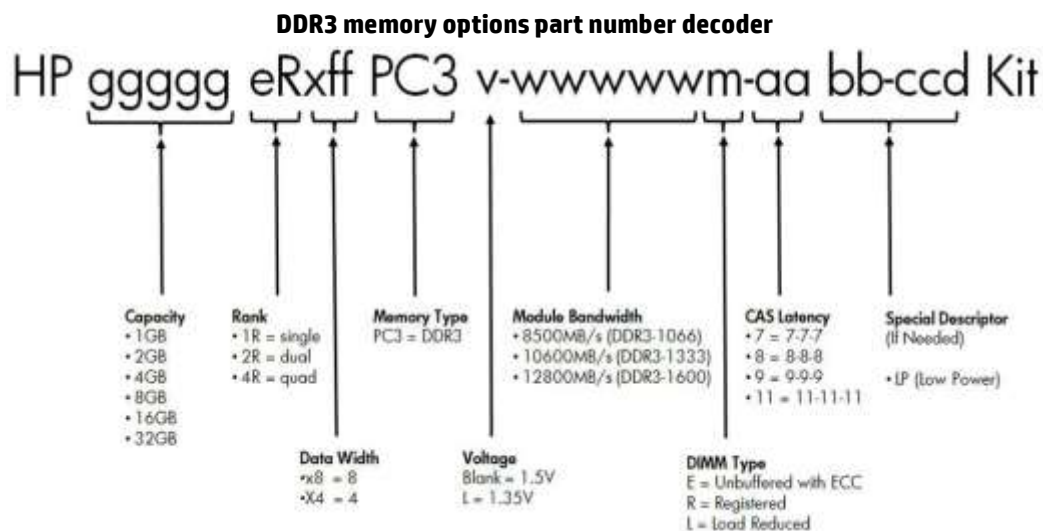 DDR3 memory options part number decoder
HP ggggg eRxff PC3 v-wwwwwm-aa bb-ccd Kit
Capacity
• 1GB
• 2GB
• 4GB
• 8GB
• 16GB
• 32GB
Rank
• 1R = single
• 2R = dual
• 4R = quad
Memory Type
PC3 = DDR3
Module Bandwidth
• 8500MB/s (DDR3-1066)
• 10600MB/s (DDR3-1333)
• 12800MB/s (DDR3-1600)
CAS Latency
• 7 = 7-7-7
• 8 = 8-8-8
• 9 = 9-9-9
• 11 = 11-11-11
Special Descriptor
(If Needed)
• LP (Low Power)
Data Width
•x8 = 8
•X4 = 4
Voltage
Blank = 1.5V
L = 1.35V
DIMM Type
E = Unbuffered with ECC
R = Registered
L = Load Reduced